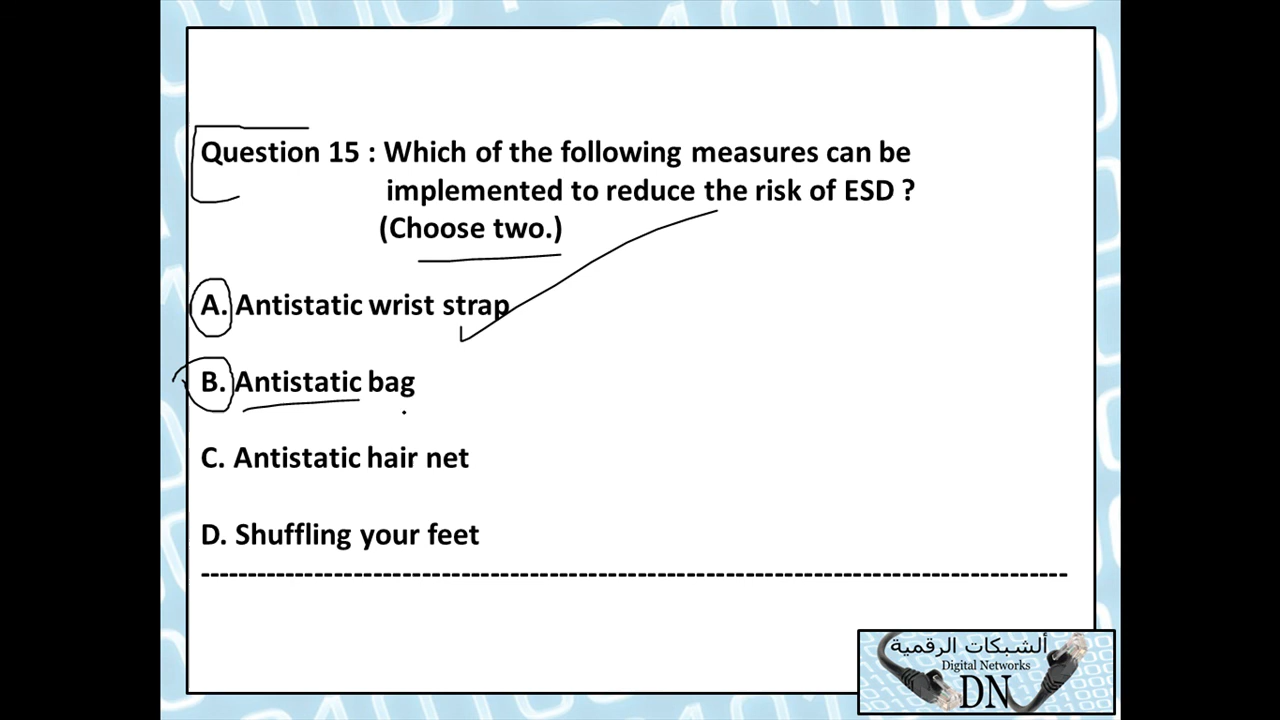 Question 15 : Which of the following measures can be
implemented to reduce the risk of ESD ?
(Choose two.)
A. Antistatic wrist strap
B. Antistatic bag
C. Antistatic hair net
D. Shuffling your feet
--------------------------------------------------------------------------------------------
ألشبكات الرقمية
Digital Networks
DN